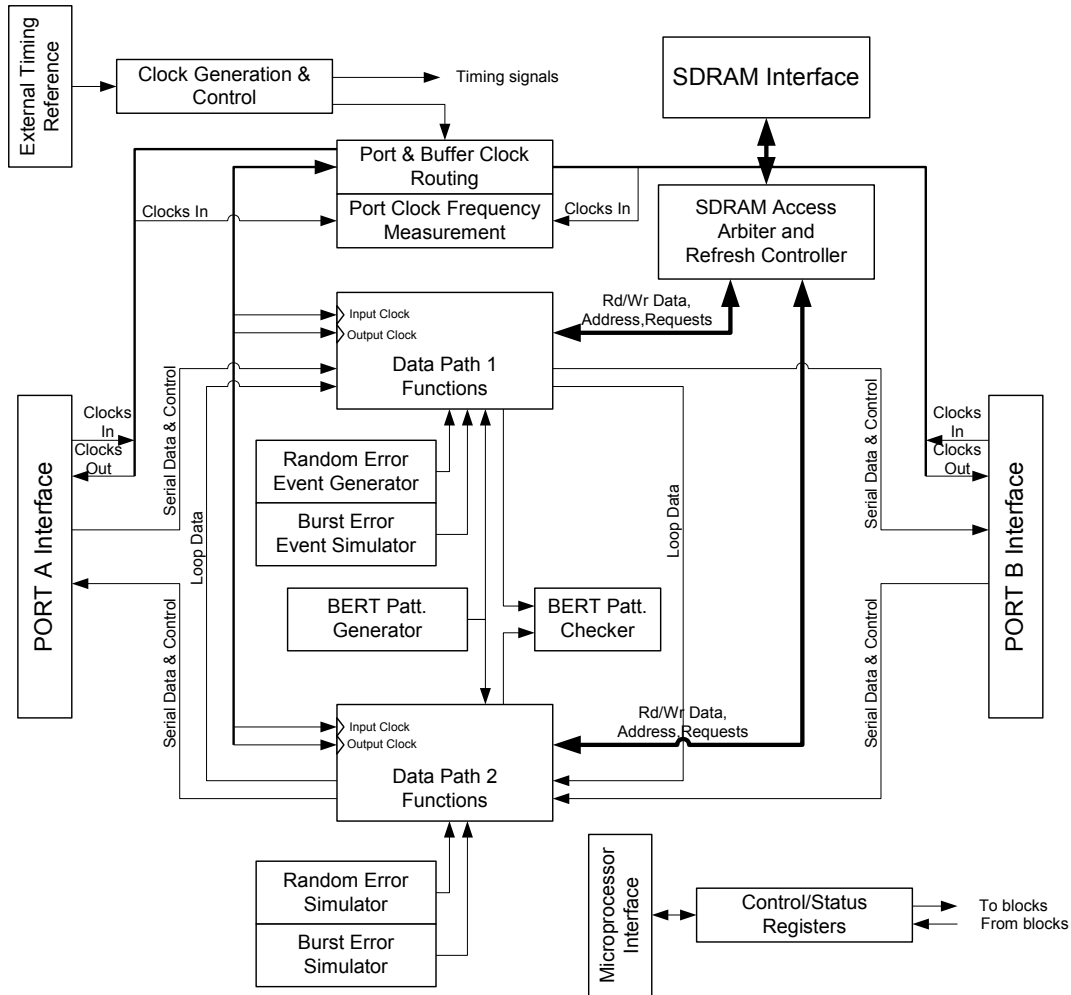 External Timing
Reference
Clock Generation &
Control
Timing signals
SDRAM Interface
Port & Buffer Clock
Routing
Clocks In
Port Clock Frequency
Measurement
Clocks In
SDRAM Access
Arbiter and
Refresh Controller
Rd/Wr Data,
Address,Requests
Input Clock
Output Clock
Data Path 1
Functions
PORT A Interface
Clocks
In
Clocks
Out
Serial Data & Control
Serial Data & Control
Loop Data
Random Error
Event Generator
Burst Error
Event Simulator
BERT Patt.
Generator
BERT Patt.
Checker
Loop Data
Serial Data & Control
Serial Data & Control
Clocks
In
Clocks
Out
PORT B Interface
Rd/Wr Data,
Address,Requests
Input Clock
Output Clock
Data Path 2
Functions
Random Error
Simulator
Burst Error
Simulator
Microprocessor
Interface
Control/Status
Registers
To blocks
From blocks